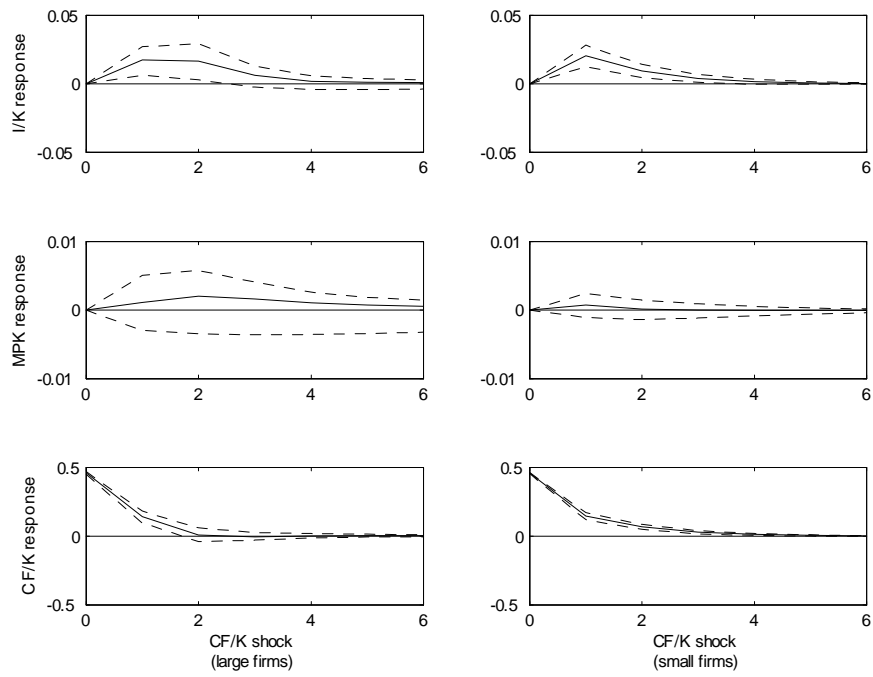 0.05
I/K response
0
-0.05
0 2 4 6
0.05
0
-0.05
0 2 4 6
0.01
MPK response
0
-0.01
0 2 4 6
0.01
0
-0.01
0 2 4 6
0.5
CF/K response
0
-0.5
0 2 4 6
CF/K shock
(large firms)
0.5
0
-0.5
0 2 4 6
CF/K shock
(small firms)